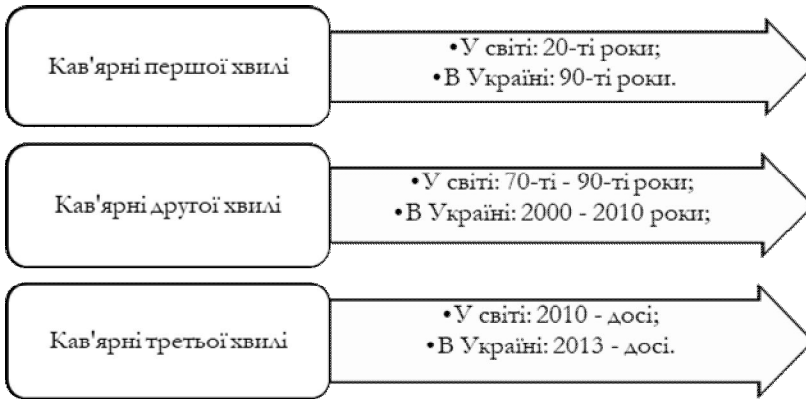 Кав'ярні першої хвилі
•У світі: 20-ті роки;
•В Україні: 90-ті роки.
Кав'ярні другої хвилі
•У світі: 70-ті - 90-ті роки;
•В Україні: 2000 - 2010 роки;
Кав'ярні третьої хвилі
•У світі: 2010 - досі;
•В Україні: 2013 - досі.